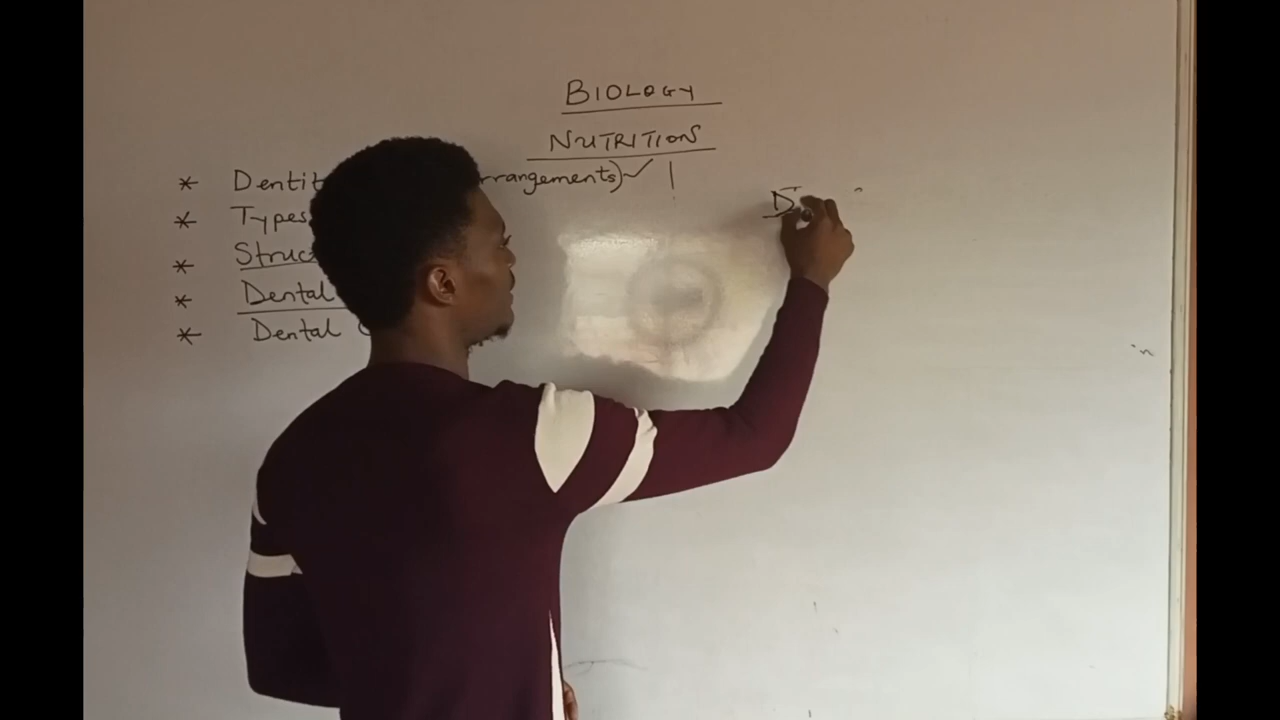 BIOLOGY
NUTRITION
* Dentit rrangements) ✓ |
* Types
* Struc
* Dental
* Dental
D